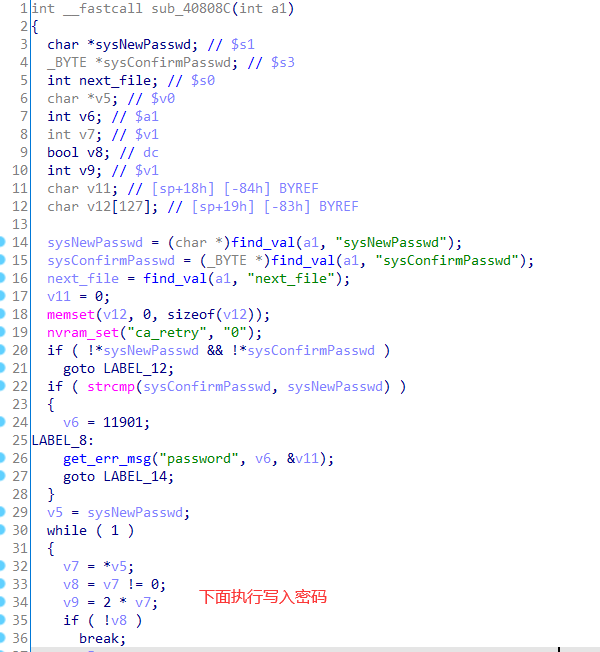 1 int __fastcall sub_40808C(int a1)
2 {
3 char *sysNewPasswd; // $s1
4 _BYTE *sysConfirmPasswd; // $s3
5 int next_file; // $s0
6 char *v5; // $v0
7 int v6; // $a1
8 int v7; // $v1
9 bool v8; // dc
10 int v9; // $v1
11 char v11; // [sp+18h] [-84h] BYREF
12 char v12[127]; // [sp+19h] [-83h] BYREF
13
14 sysNewPasswd = (char *)find_val(a1, "sysNewPasswd");
15 sysConfirmPasswd = (_BYTE *)find_val(a1, "sysConfirmPasswd");
16 next_file = find_val(a1, "next_file");
17 v11 = 0;
18 memset(v12, 0, sizeof(v12));
19 nvram_set("ca_retry", "0");
20 if ( !*sysNewPasswd && !*sysConfirmPasswd )
21 goto LABEL_12;
22 if ( strcmp(sysConfirmPasswd, sysNewPasswd) )
23 {
24 v6 = 11901;
25 LABEL_8:
26 get_err_msg("password", v6, &v11);
27 goto LABEL_14;
28 }
29 v5 = sysNewPasswd;
30 while ( 1 )
31 {
32 v7 = *v5;
33 v8 = v7 != 0;
34 v9 = 2 * v7; 下面执行写入密码
35 if ( !v8 )
36 break;